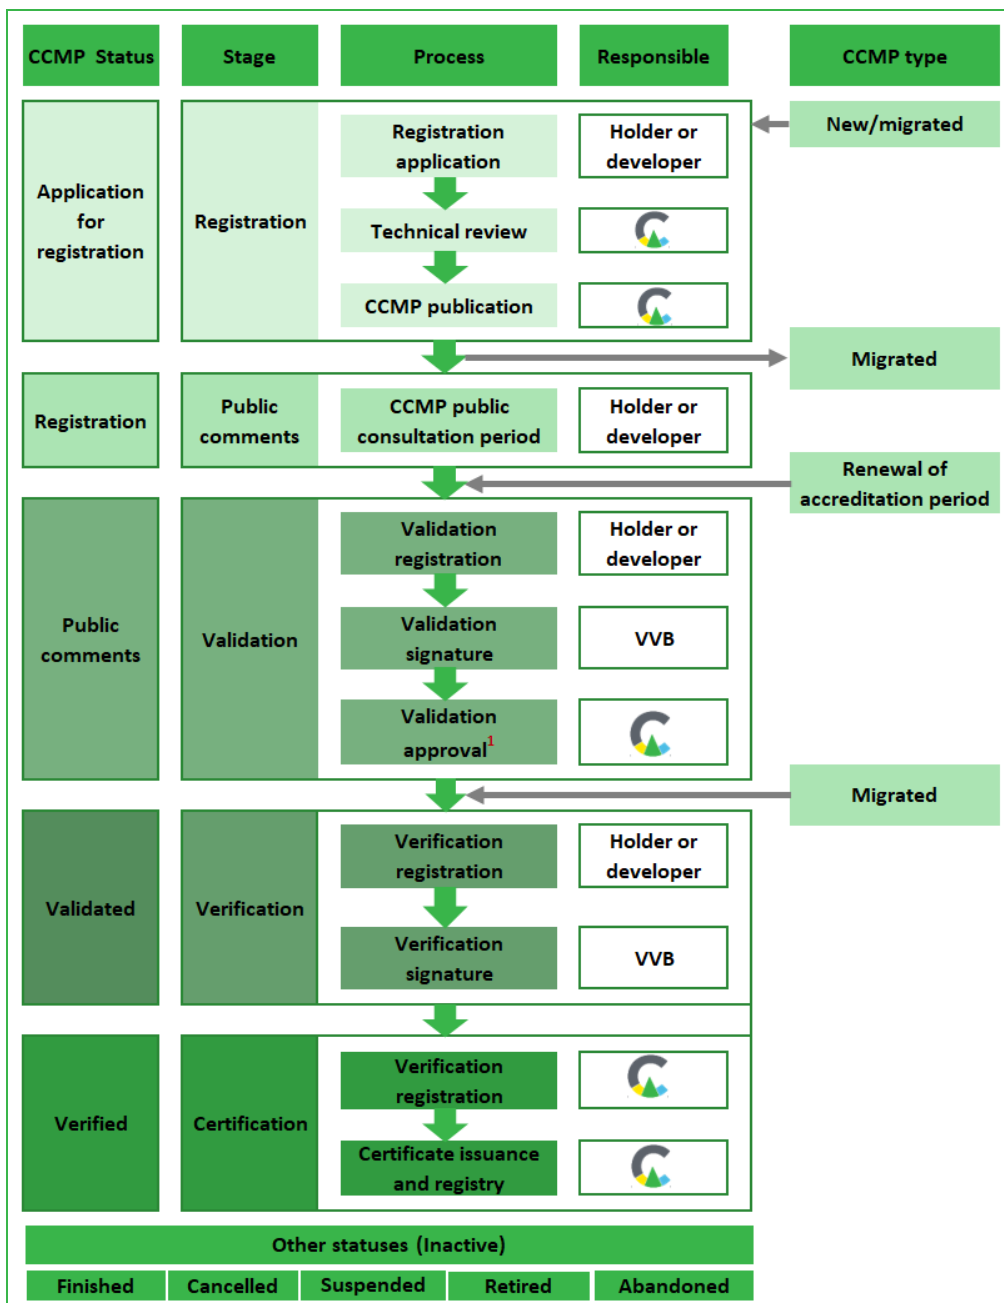 CCMP Status
Stage
Process
Responsible
CCMP type
Application
for
registration
Registration
Registration
application
Holder or
developer
New/migrated
Technical review
CCMP publication
Migrated
Registration
Public
comments
CCMP public
consultation period
Holder or
developer
Renewal of
accreditation period
Public
comments
Validation
Validation
registration
Holder or
developer
Validation
signature
VVB
Validation
approval¹
Migrated
Validated
Verification
Verification
registration
Holder or
developer
Verification
signature
VVB
Verified
Certification
Verification
registration
Certificate issuance
and registry
Other statuses (Inactive)
Finished
Cancelled
Suspended
Retired
Abandoned